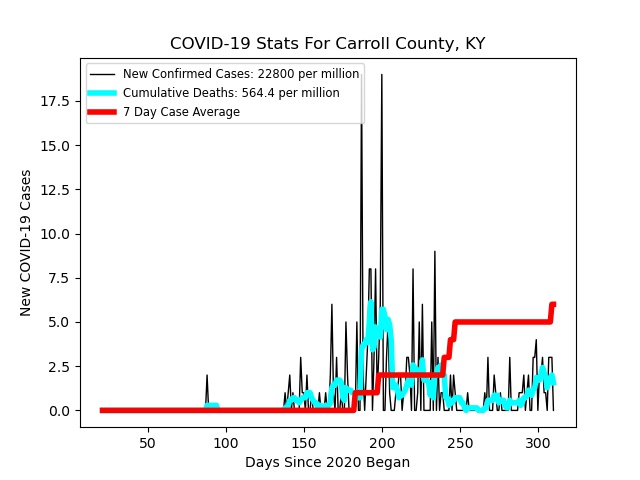 COVID-19 Stats For Carroll County, KY
New Confirmed Cases: 22800 per million
Cumulative Deaths: 564.4 per million
7 Day Case Average
New COVID-19 Cases
17.5
15.0
12.5
10.0
7.5
5.0
2.5
0.0
50 100 150 200 250 300
Days Since 2020 Began